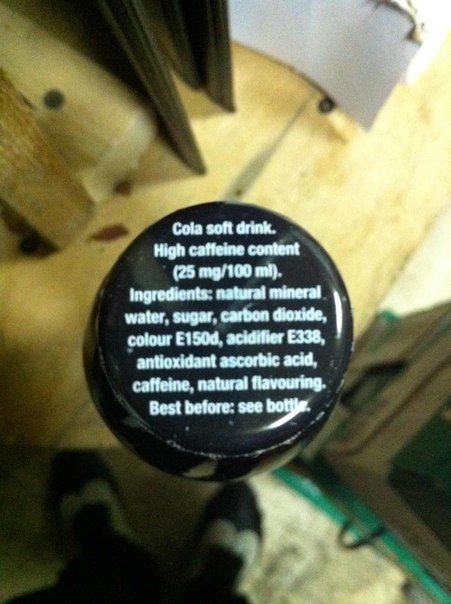 Cola soft drink.
High caffeine content
(25 mg/100 ml).
Ingredients: natural mineral
water, sugar, carbon dioxide,
colour E150d, acidifier E338,
antioxidant ascorbic acid,
caffeine, natural flavouring.
Best before: see bottle.